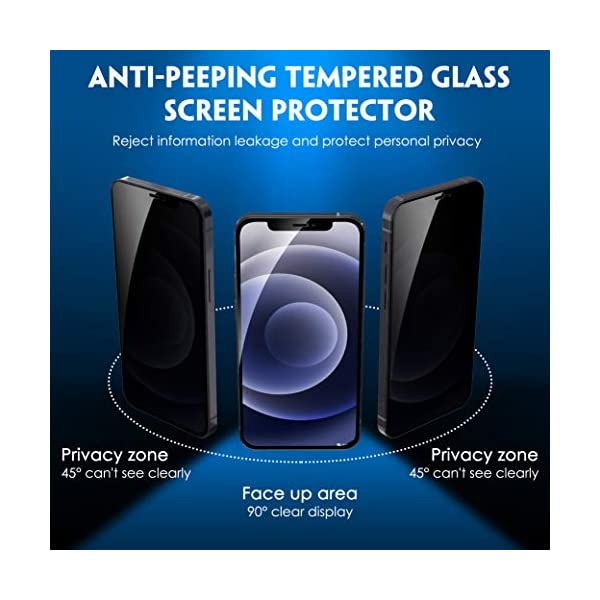 ANTI-PEEPING TEMPERED GLASS
SCREEN PROTECTOR
Reject information leakage and protect personal privacy
Privacy zone
45° can't see clearly
Privacy zone
45° can't see clearly
Face up area
90° clear display